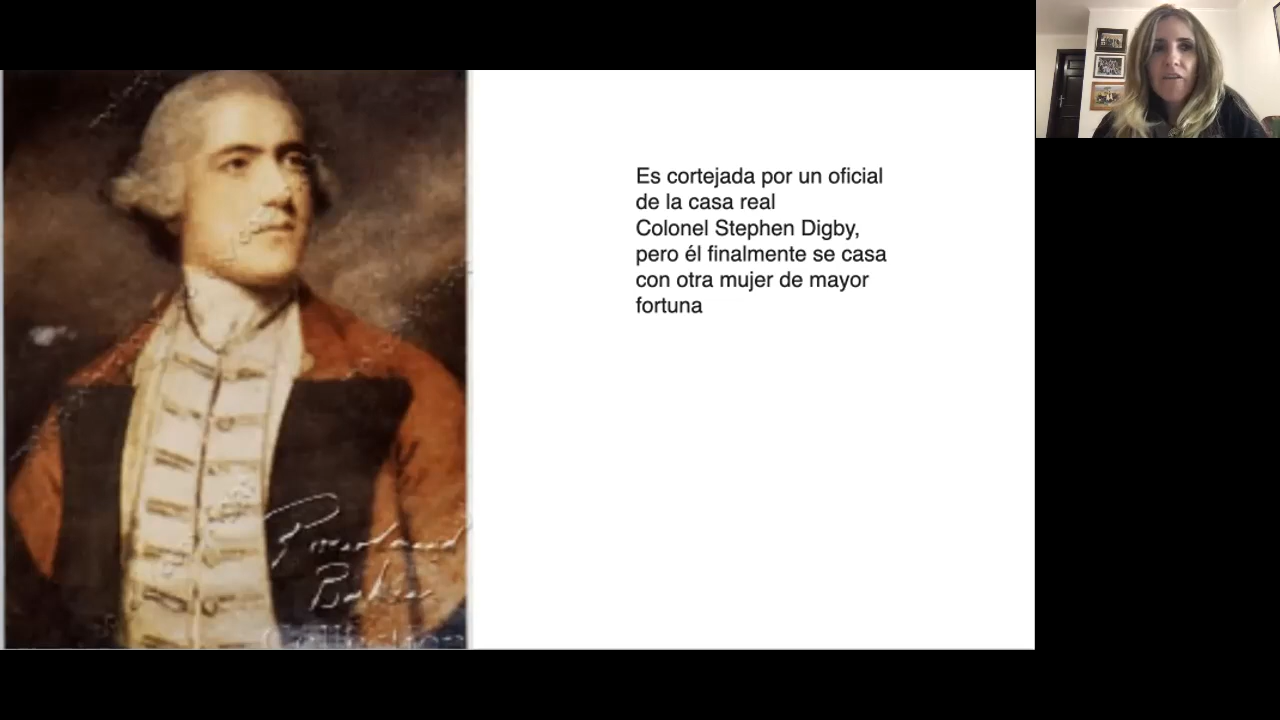 Es cortejada por un oficial
de la casa real
Colonel Stephen Digby,
pero él finalmente se casa
con otra mujer de mayor
fortuna